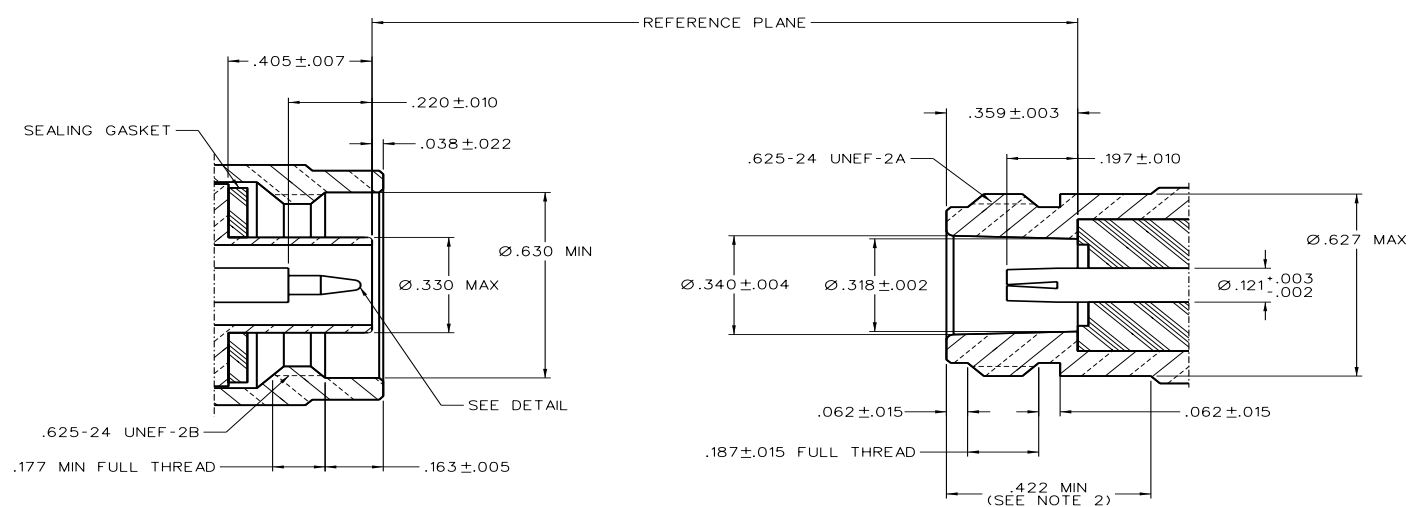 REFERENCE PLANE
.405±.007
.220±.010
SEALING GASKET
.038±.022
Ø.630 MIN
Ø.330 MAX
SEE DETAIL
.625-24 UNEF-2B
.177 MIN FULL THREAD
.163±.005
.359±.003
.625-24 UNEF-2A
.197±.010
Ø.627 MAX
Ø.340±.004
Ø.318±.002
Ø.121+.003
-.002
.062±.015
.062±.015
.187±.015 FULL THREAD
.422 MIN
(SEE NOTE 2)